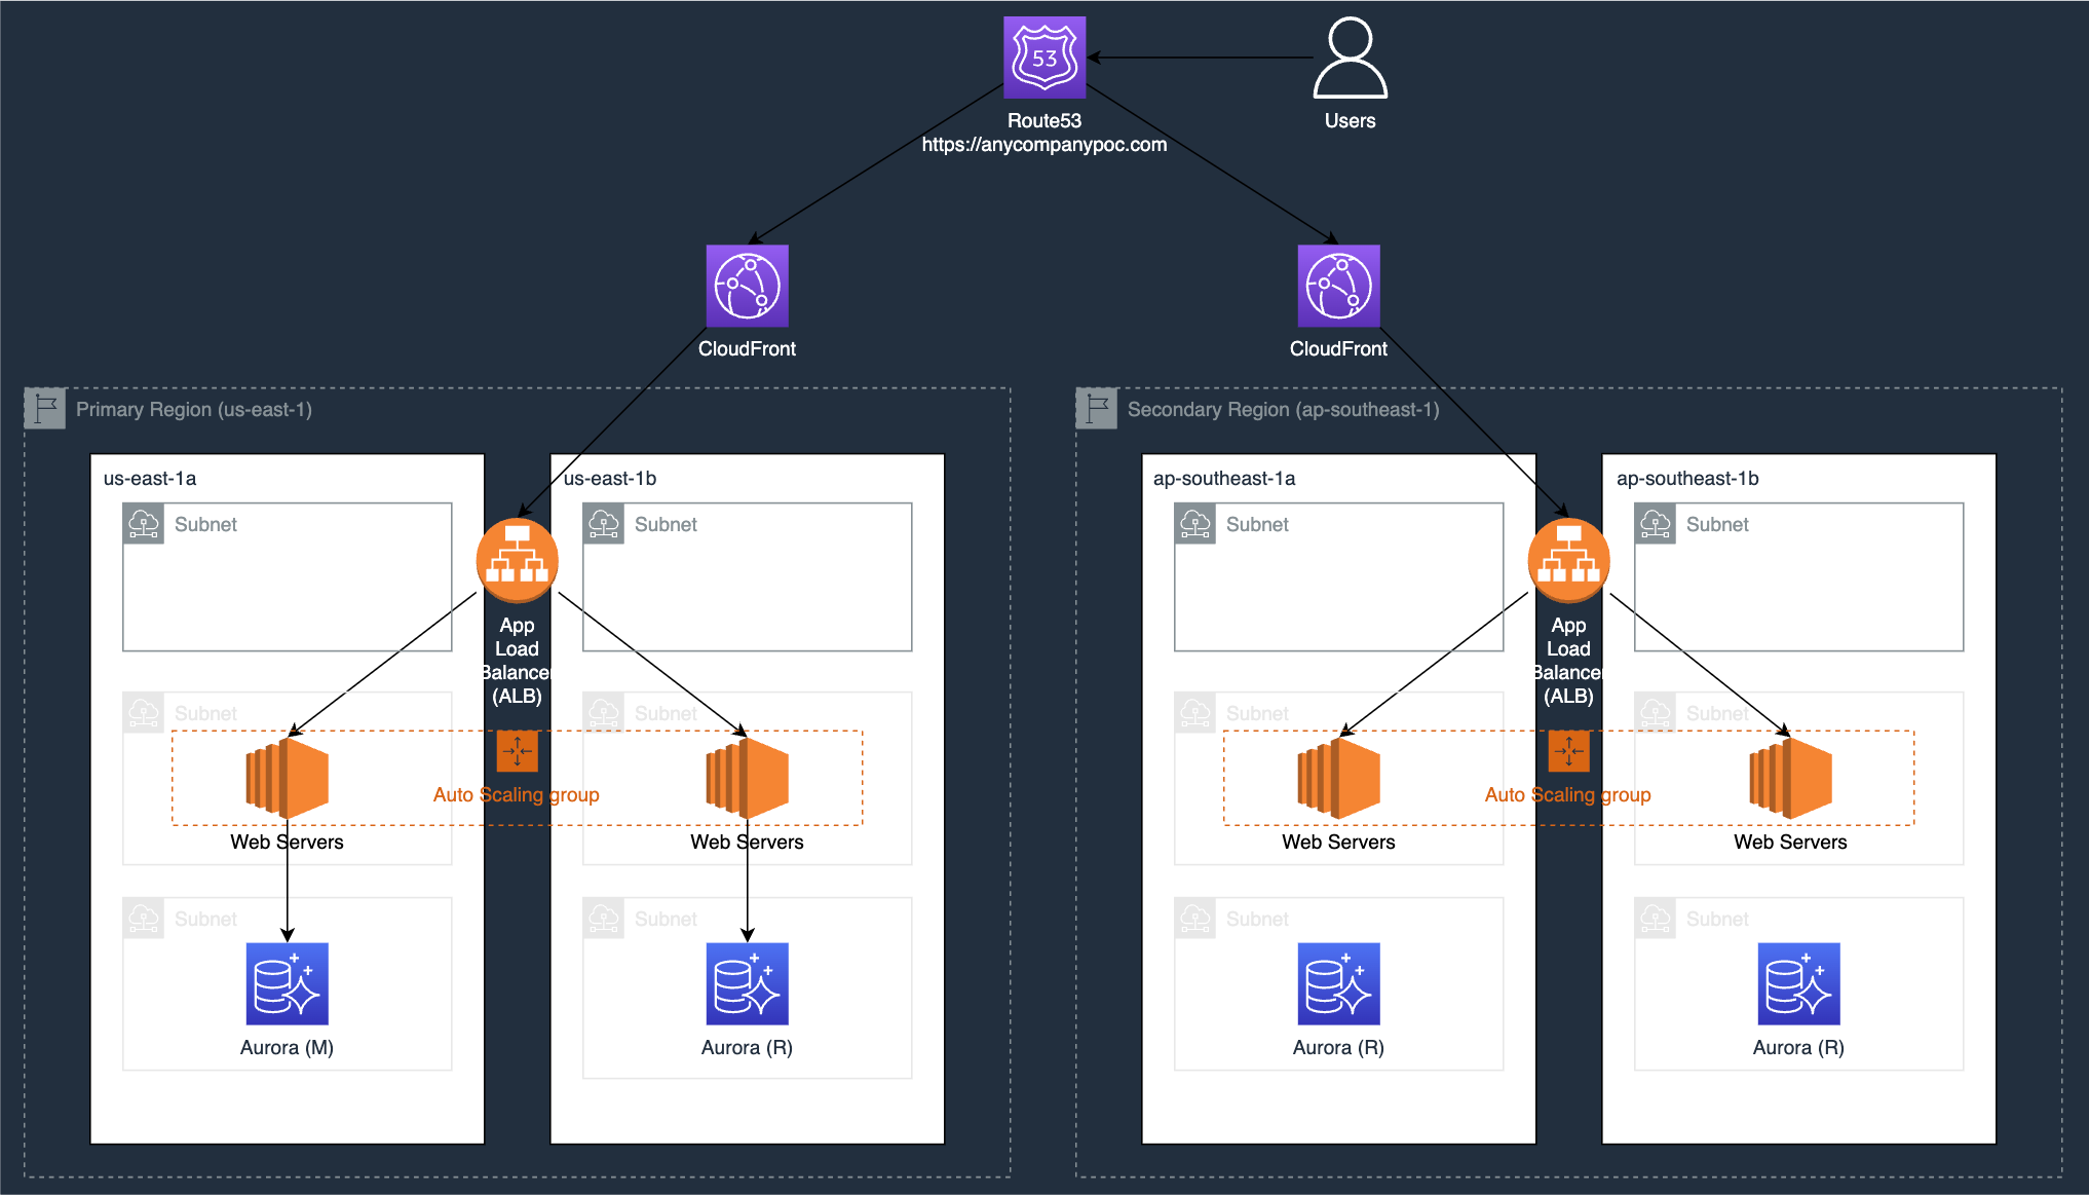 53
Route53
https://anycompanypoc.com
Users
CloudFront
CloudFront
Primary Region (us-east-1)
us-east-1a
Subnet
us-east-1b
Subnet
App
Load
Balancer
(ALB)
Subnet
Subnet
Auto Scaling group
Web Servers
Web Servers
Subnet
Subnet
Aurora (M)
Aurora (R)
Secondary Region (ap-southeast-1)
ap-southeast-1a
Subnet
ap-southeast-1b
Subnet
App
Load
Balancer
(ALB)
Subnet
Subnet
Auto Scaling group
Web Servers
Web Servers
Subnet
Subnet
Aurora (R)
Aurora (R)